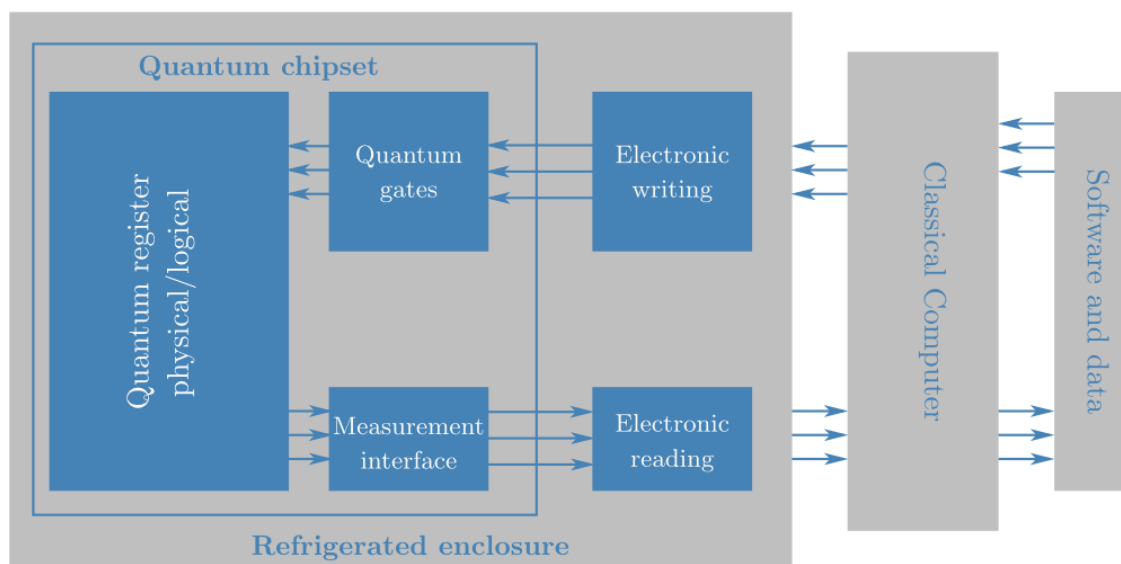 Quantum chipset
Quantum register
physical/logical
Quantum
gates
Electronic
writing
Measurement
interface
Electronic
reading
Refrigerated enclosure
Classical Computer
Software and data